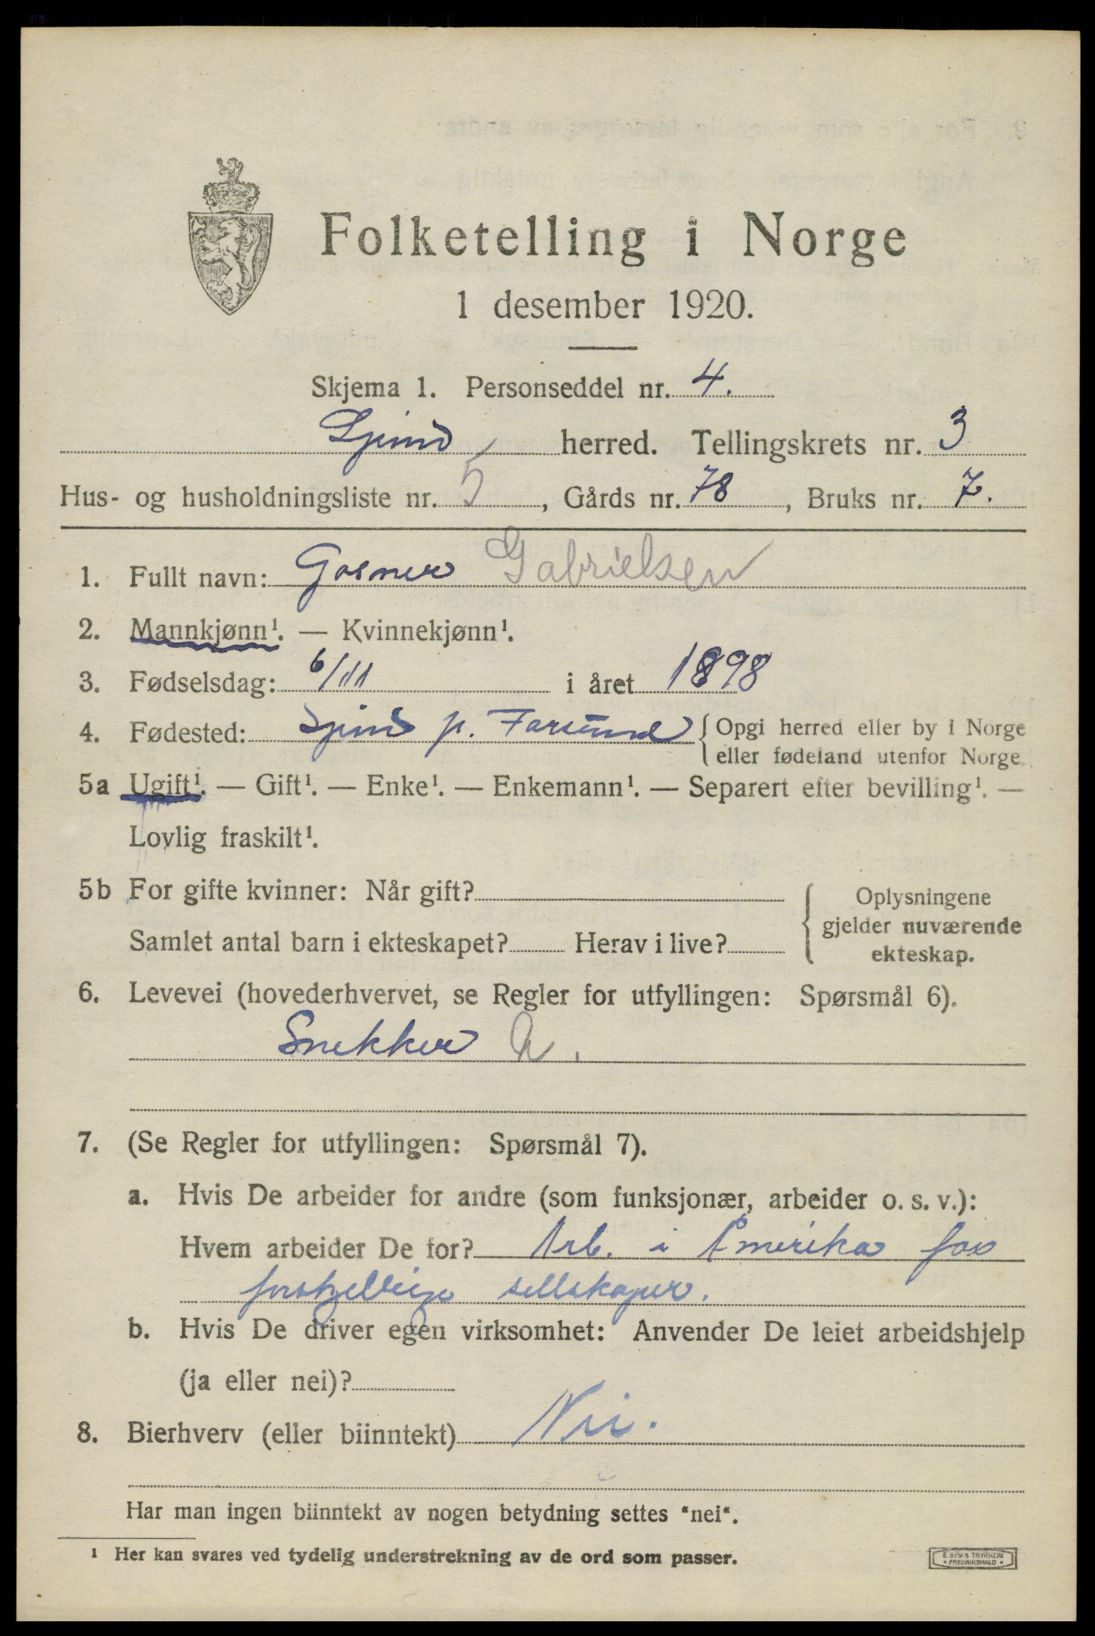 Folketelling i Norge
1 desember 1920.
Skjema 1. Personseddel nr. 4.
Spind herred. Tellingskrets nr. 3
Hus- og husholdningsliste nr. 5, Gårds nr. 78, Bruks nr. 7.
1. Fullt navn: Gosner Gabrielsen
2. Mannkjønn¹. — Kvinnekjønn¹.
3. Fødselsdag: 6/11 i året 1898
4. Fødested: Spind p. Farsund { Opgi herred eller by i Norge
eller fødeland utenfor Norge.
5a Ugift¹. — Gift¹. — Enke¹. — Enkemann¹. — Separert efter bevilling¹. —
Lovlig fraskilt¹.
5b For gifte kvinner: Når gift?
Samlet antal barn i ekteskapet? Herav i live?
{ Oplysningene
gjelder nuværende
ekteskap.
6. Levevei (hovederhvervet, se Regler for utfyllingen: Spørsmål 6).
Snekker a.
7. (Se Regler for utfyllingen: Spørsmål 7).
a. Hvis De arbeider for andre (som funksjonær, arbeider o. s. v.):
Hvem arbeider De for? Arb. i Amerika for
forskjellige sellskaper.
b. Hvis De driver egen virksomhet: Anvender De leiet arbeidshjelp
(ja eller nei)?
8. Bierhverv (eller biinntekt) Nei.
Har man ingen biinntekt av nogen betydning settes "nei".
¹ Her kan svares ved tydelig understrekning av de ord som passer.
E. SEM'S TRYKKERI
• FREDRIKSHALD •